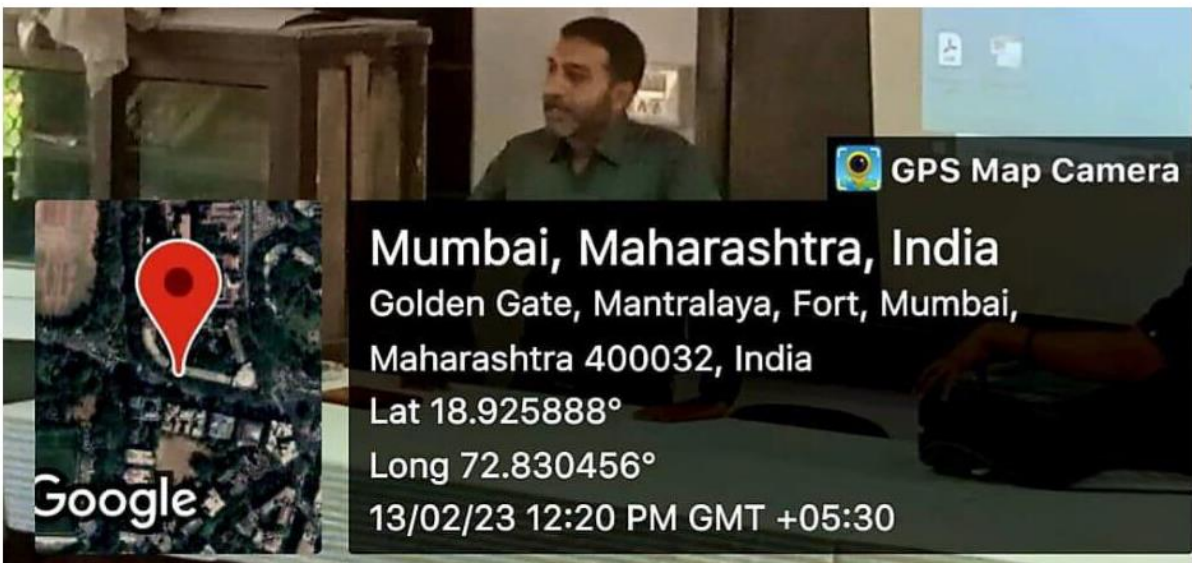 GPS Map Camera
Mumbai, Maharashtra, India
Golden Gate, Mantralaya, Fort, Mumbai,
Maharashtra 400032, India
Lat 18.925888°
Long 72.830456°
13/02/23 12:20 PM GMT +05:30
Google